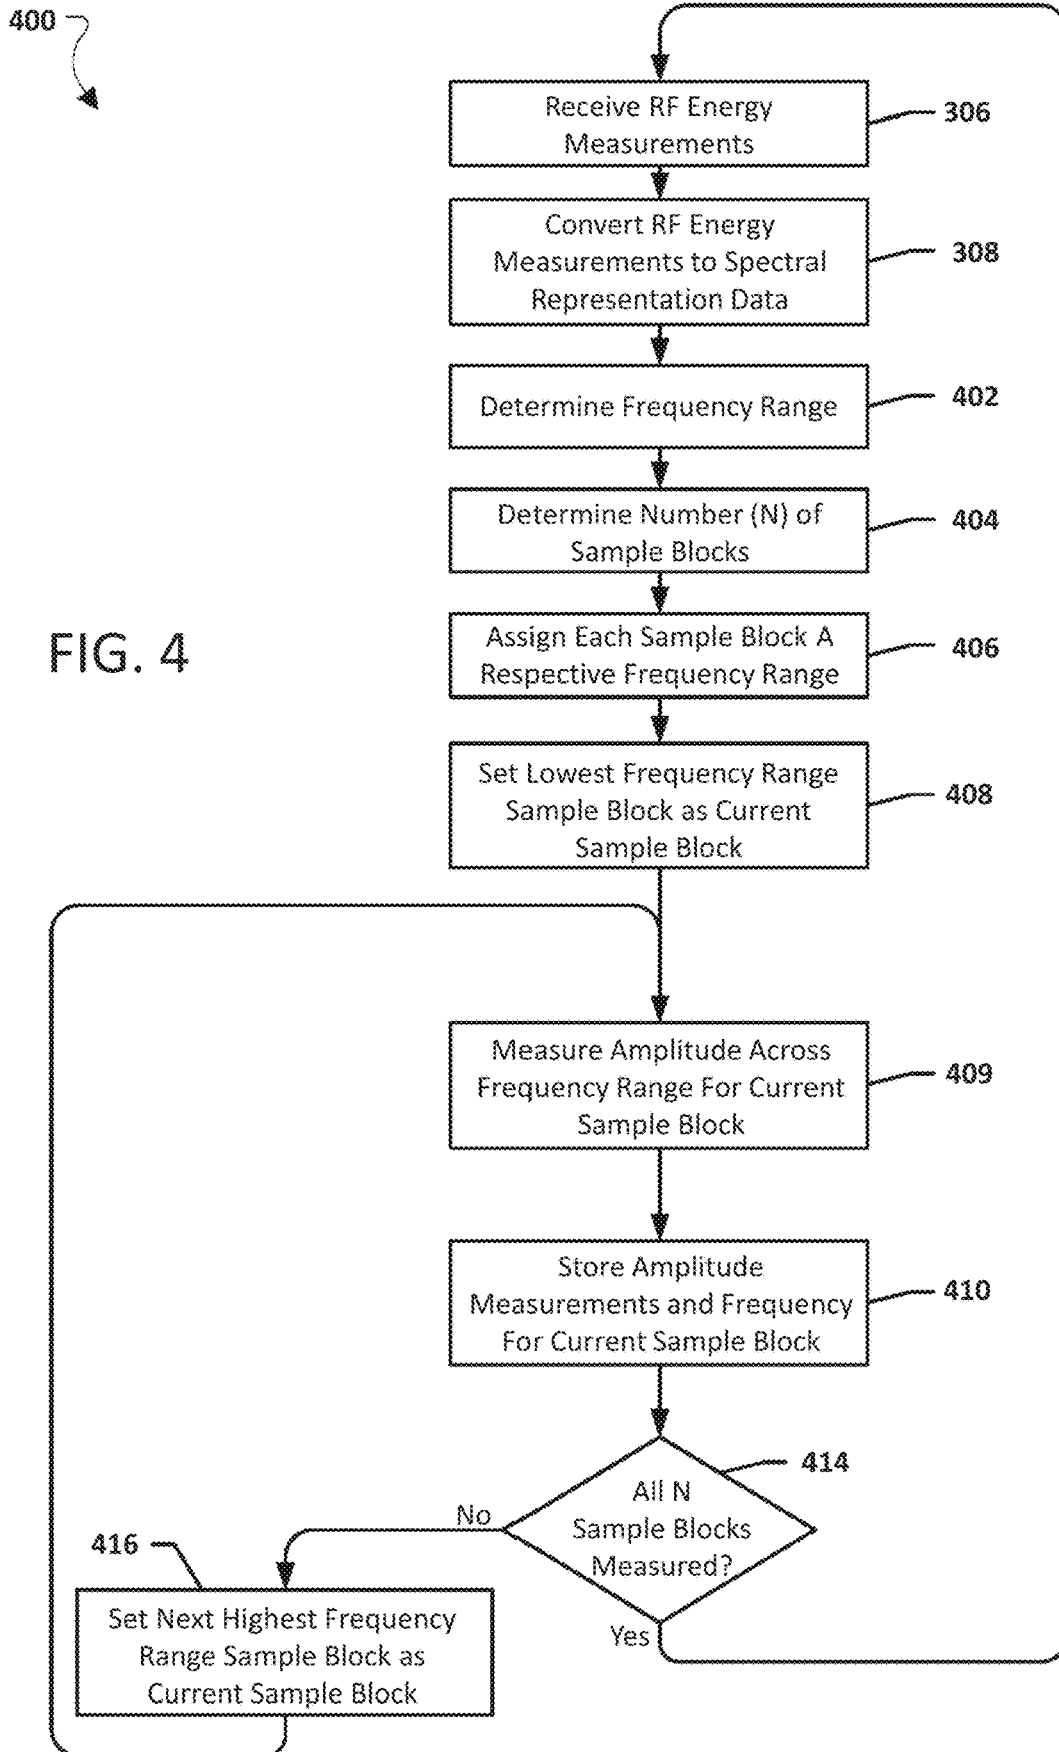 400
Receive RF Energy
Measurements
306
Convert RF Energy
Measurements to Spectral
Representation Data
308
Determine Frequency Range
402
Determine Number (N) of
Sample Blocks
404
FIG. 4
Assign Each Sample Block A
Respective Frequency Range
406
Set Lowest Frequency Range
Sample Block as Current
Sample Block
408
Measure Amplitude Across
Frequency Range For Current
Sample Block
409
Store Amplitude
Measurements and Frequency
For Current Sample Block
410
All N
Sample Blocks
Measured?
414
No
Yes
416
Set Next Highest Frequency
Range Sample Block as
Current Sample Block